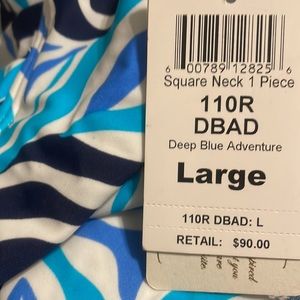 6 00789 12825 6
Square Neck 1 Piece
110R
DBAD
Deep Blue Adventure
Large
110R DBAD: L
RETAIL: $90.00